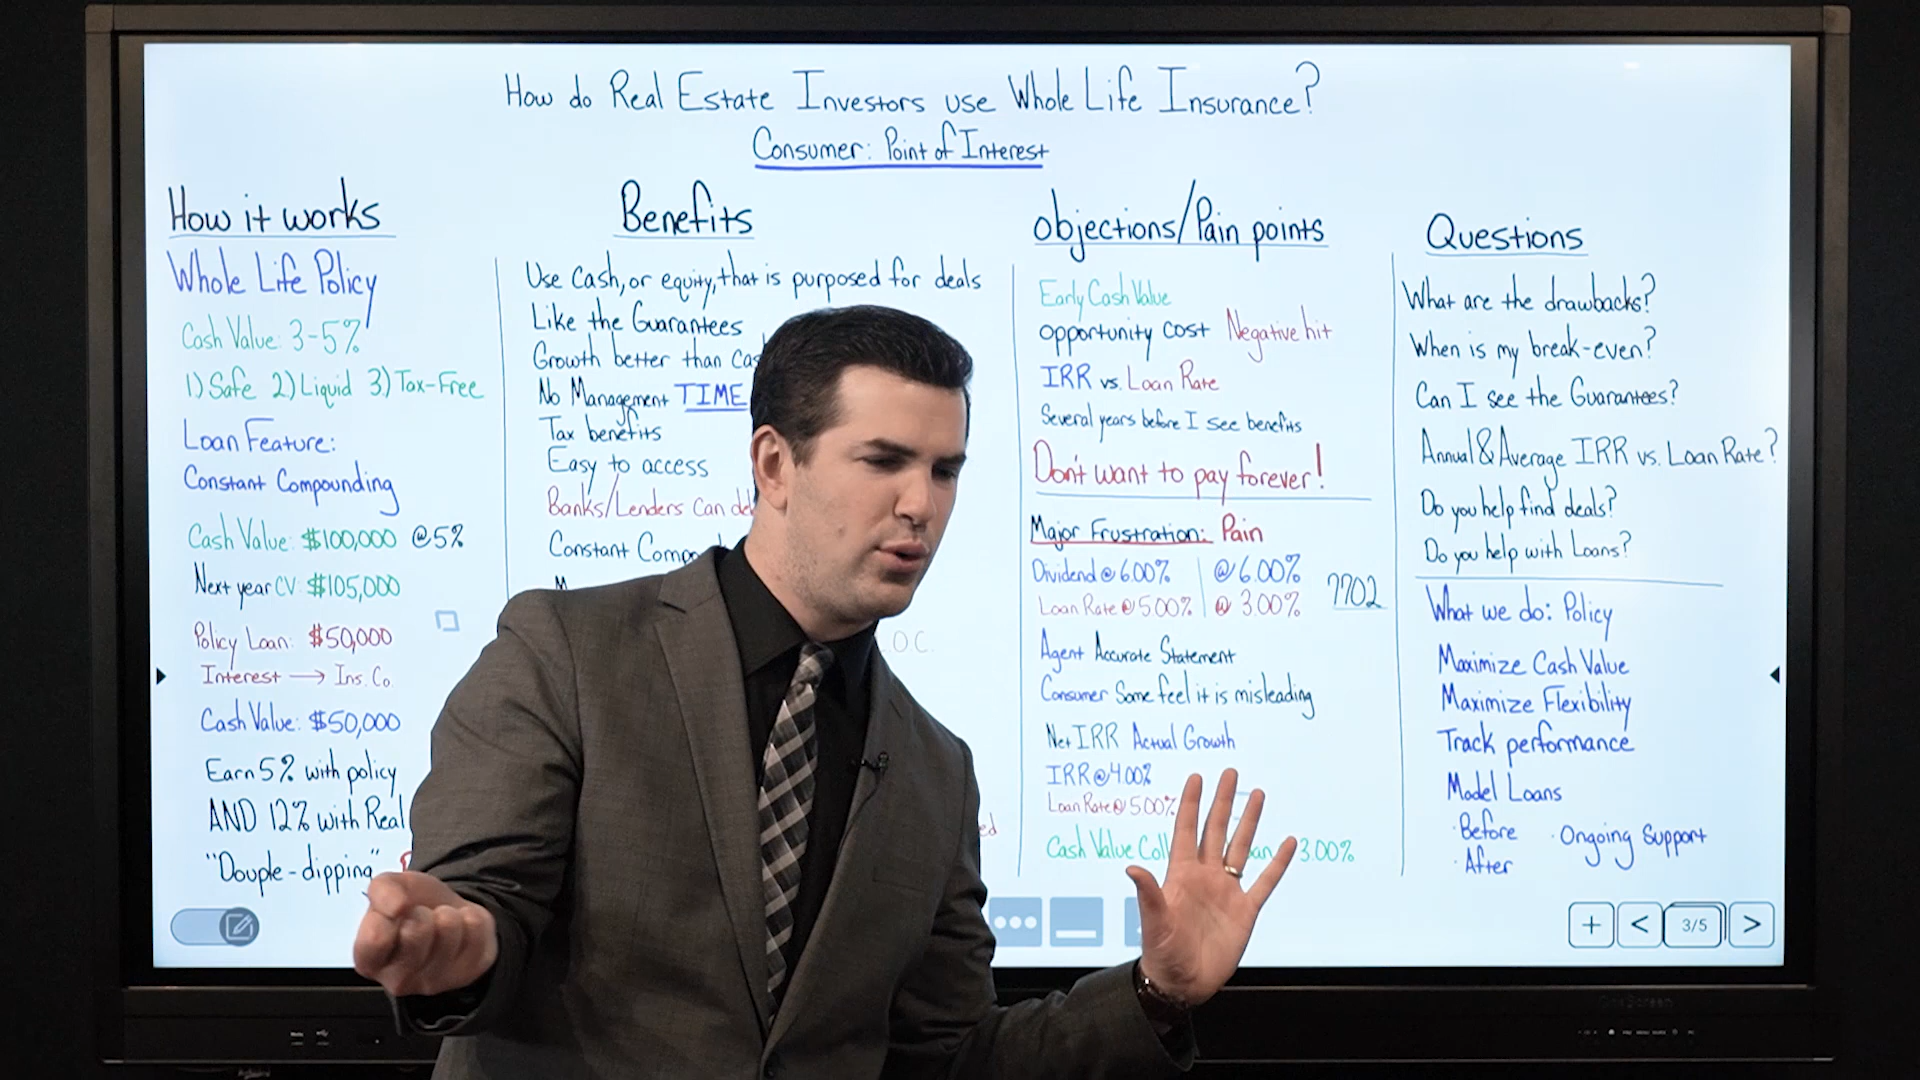 How do Real Estate Investors use Whole Life Insurance?
Consumer: Point of Interest
How it works
Whole Life Policy
Cash Value: 3-5%
1) Safe 2) Liquid 3) Tax-Free
Loan Feature:
Constant Compounding
Cash Value: $100,000 @5%
Next year CV: $105,000
Policy Loan: $50,000
Interest → Ins. Co.
Cash Value: $50,000
Earn 5% with policy
AND 12% with Real
"Douple-dipping"
Benefits
Use Cash, or equity, that is purposed for deals
Like the Guarantees
Growth better than
No Management TIME
Tax benefits
Easy to access
Banks/Lenders Can
Constant
.O.C.
Objections/Pain points
Early Cash Value
Opportunity Cost Negative hit
IRR vs. Loan Rate
Several years before I see benefits
Don't want to pay forever!
Major Frustration: Pain
Dividend @ 6.00% | @ 6.00%
Loan Rate @ 5.00% | @ 3.00% 7702
Agent Accurate Statement
Consumer Some feel it is misleading
Net IRR Actual Growth
IRR @ 4.00%
Loan Rate @ 5.00%
Cash Value 3.00%
Questions
What are the drawbacks?
When is my break-even?
Can I see the Guarantees?
Annual & Average IRR vs. Loan Rate?
Do you help find deals?
Do you help with Loans?
What we do: Policy
Maximize Cash Value
Maximize Flexibility
Track performance
Model Loans
· Before · Ongoing Support
· After
+ < 3/5 >